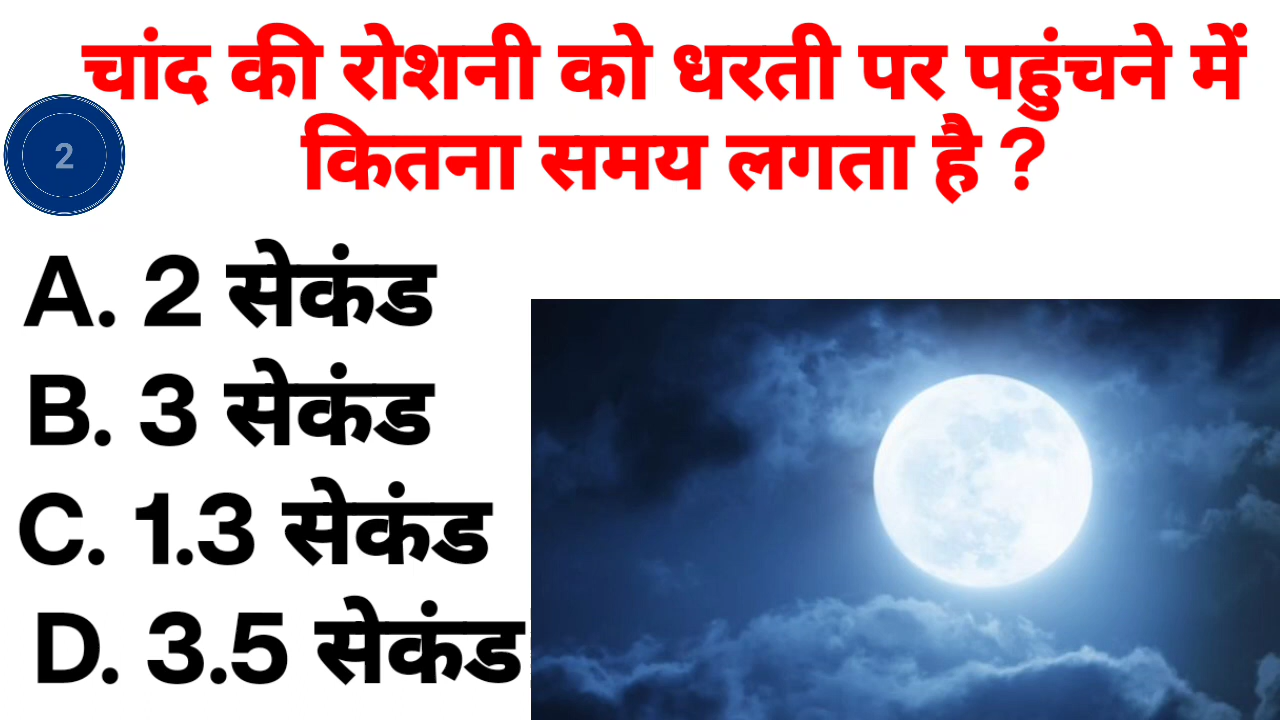 चांद की रोशनी को धरती पर पहुंचने में
कितना समय लगता है ?
2
A. 2 सेकंड
B. 3 सेकंड
C. 1.3 सेकंड
D. 3.5 सेकंड